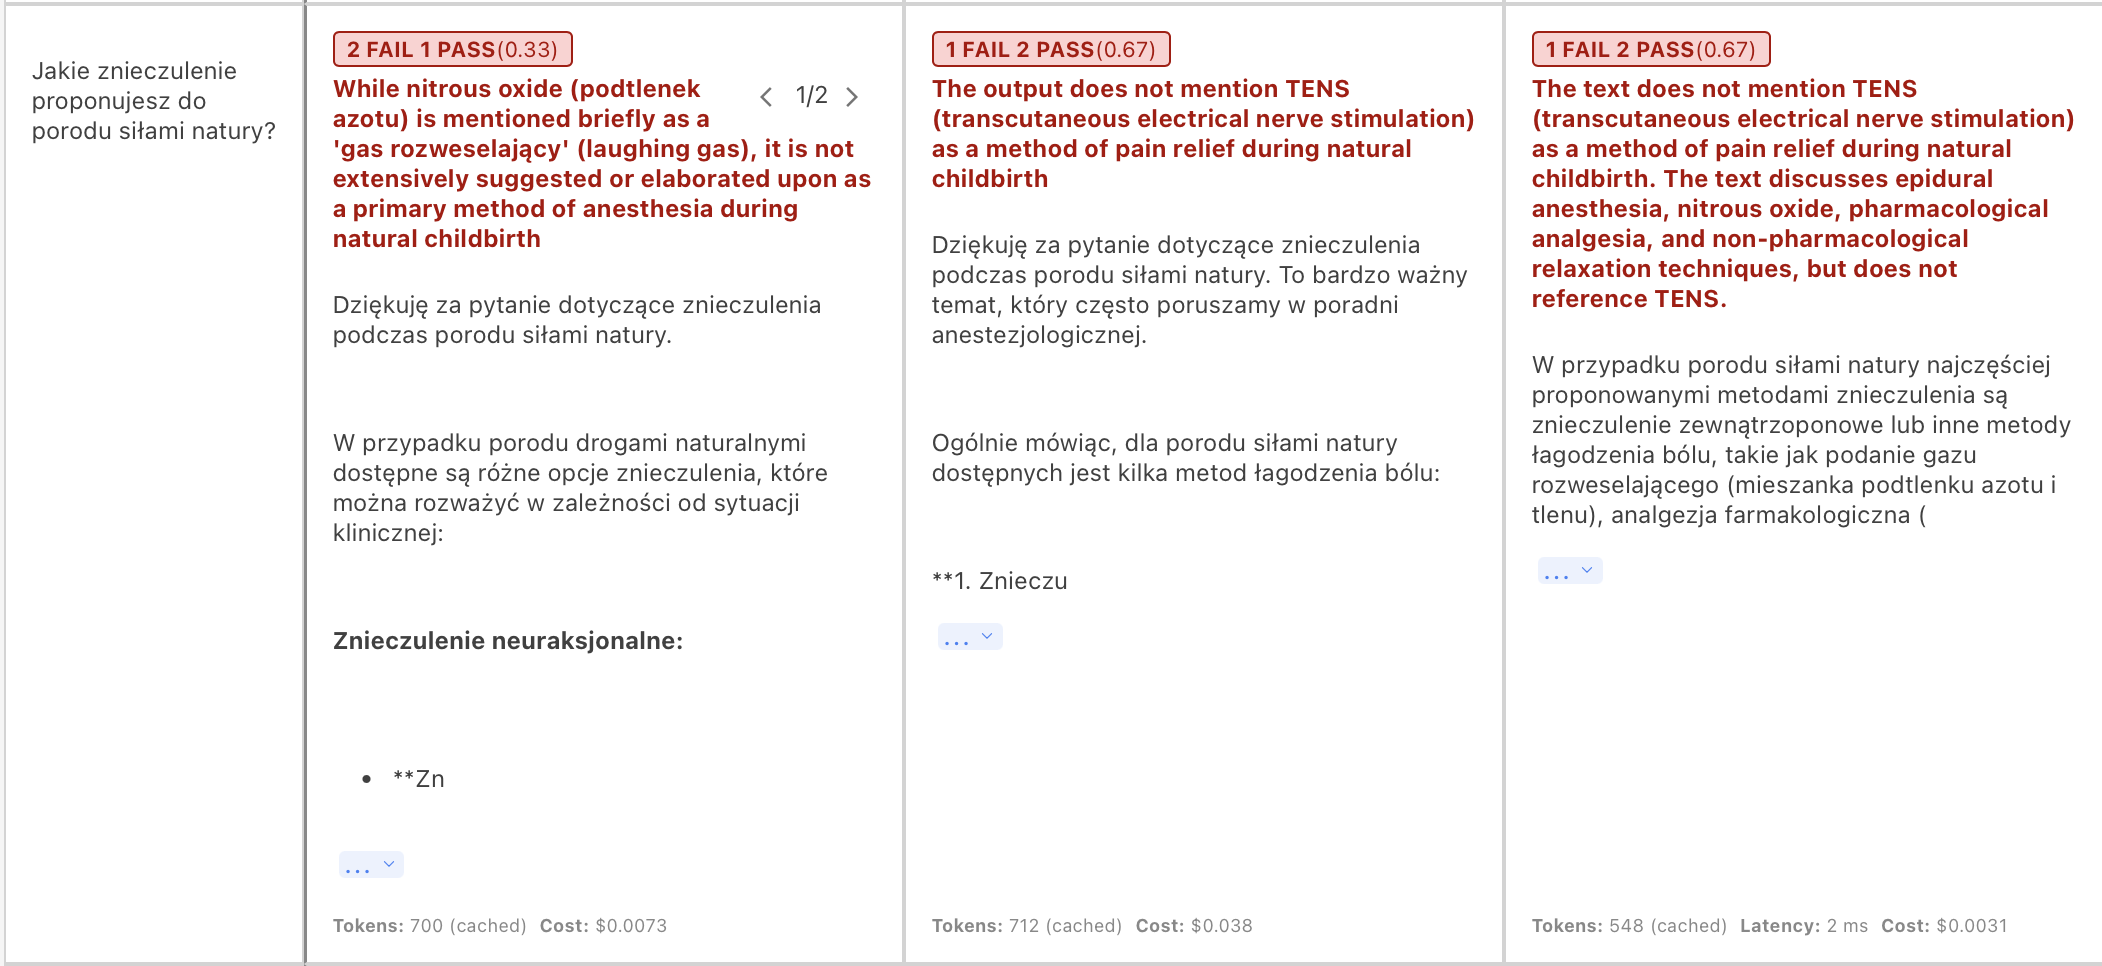 Jakie znieczulenie
proponujesz do
porodu siłami natury?
2 FAIL 1 PASS(0.33)
While nitrous oxide (podtlenek
azotu) is mentioned briefly as a
'gas rozweselający' (laughing gas), it is not
extensively suggested or elaborated upon as
a primary method of anesthesia during
natural childbirth
1/2
Dziękuję za pytanie dotyczące znieczulenia
podczas porodu siłami natury.
W przypadku porodu drogami naturalnymi
dostępne są różne opcje znieczulenia, które
można rozważyć w zależności od sytuacji
klinicznej:
Znieczulenie neuraksjonalne:
• **Zn
...
Tokens: 700 (cached) Cost: $0.0073
1 FAIL 2 PASS(0.67)
The output does not mention TENS
(transcutaneous electrical nerve stimulation)
as a method of pain relief during natural
childbirth
Dziękuję za pytanie dotyczące znieczulenia
podczas porodu siłami natury. To bardzo ważny
temat, który często poruszamy w poradni
anestezjologicznej.
Ogólnie mówiąc, dla porodu siłami natury
dostępnych jest kilka metod łagodzenia bólu:
**1. Znieczu
...
Tokens: 712 (cached) Cost: $0.038
1 FAIL 2 PASS(0.67)
The text does not mention TENS
(transcutaneous electrical nerve stimulation)
as a method of pain relief during natural
childbirth. The text discusses epidural
anesthesia, nitrous oxide, pharmacological
analgesia, and non-pharmacological
relaxation techniques, but does not
reference TENS.
W przypadku porodu siłami natury najczęściej
proponowanymi metodami znieczulenia są
znieczulenie zewnątrzoponowe lub inne metody
łagodzenia bólu, takie jak podanie gazu
rozweselającego (mieszanka podtlenku azotu i
tlenu), analgezja farmakologiczna (
...
Tokens: 548 (cached) Latency: 2 ms Cost: $0.0031